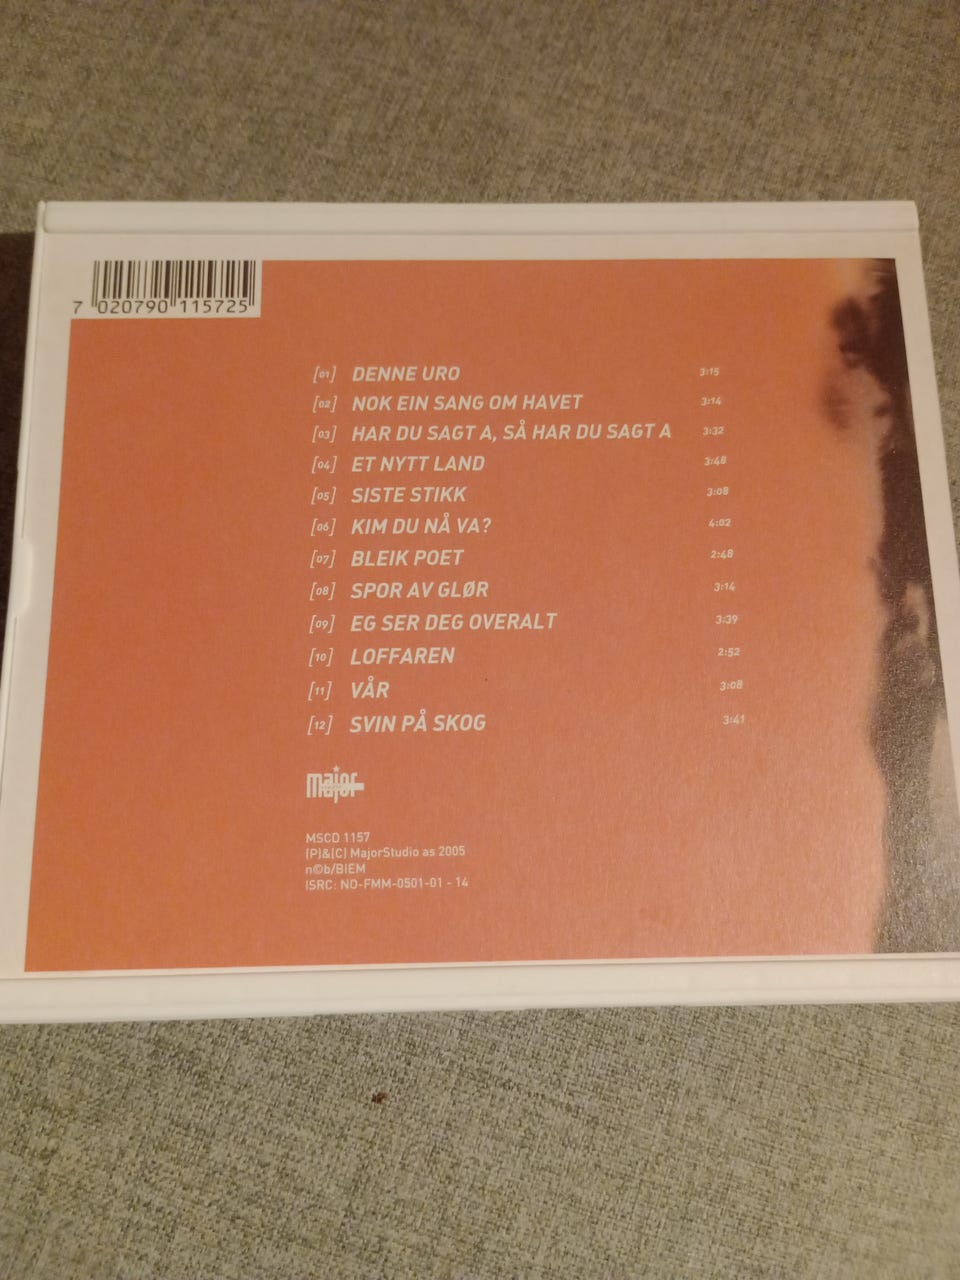 7 020790 115725
[01] DENNE URO 3:15
[02] NOK EIN SANG OM HAVET 3:14
[03] HAR DU SAGT A, SÅ HAR DU SAGT A 3:32
[04] ET NYTT LAND 3:48
[05] SISTE STIKK 3:08
[06] KIM DU NÅ VA? 4:02
[07] BLEIK POET 2:48
[08] SPOR AV GLØR 3:14
[09] EG SER DEG OVERALT 3:39
[10] LOFFAREN 2:52
[11] VÅR 3:08
[12] SVIN PÅ SKOG 3:41
major
MSCD 1157
(P)&(C) MajorStudio as 2005
n©b/BIEM
ISRC: NO-FMM-0501-01 - 14